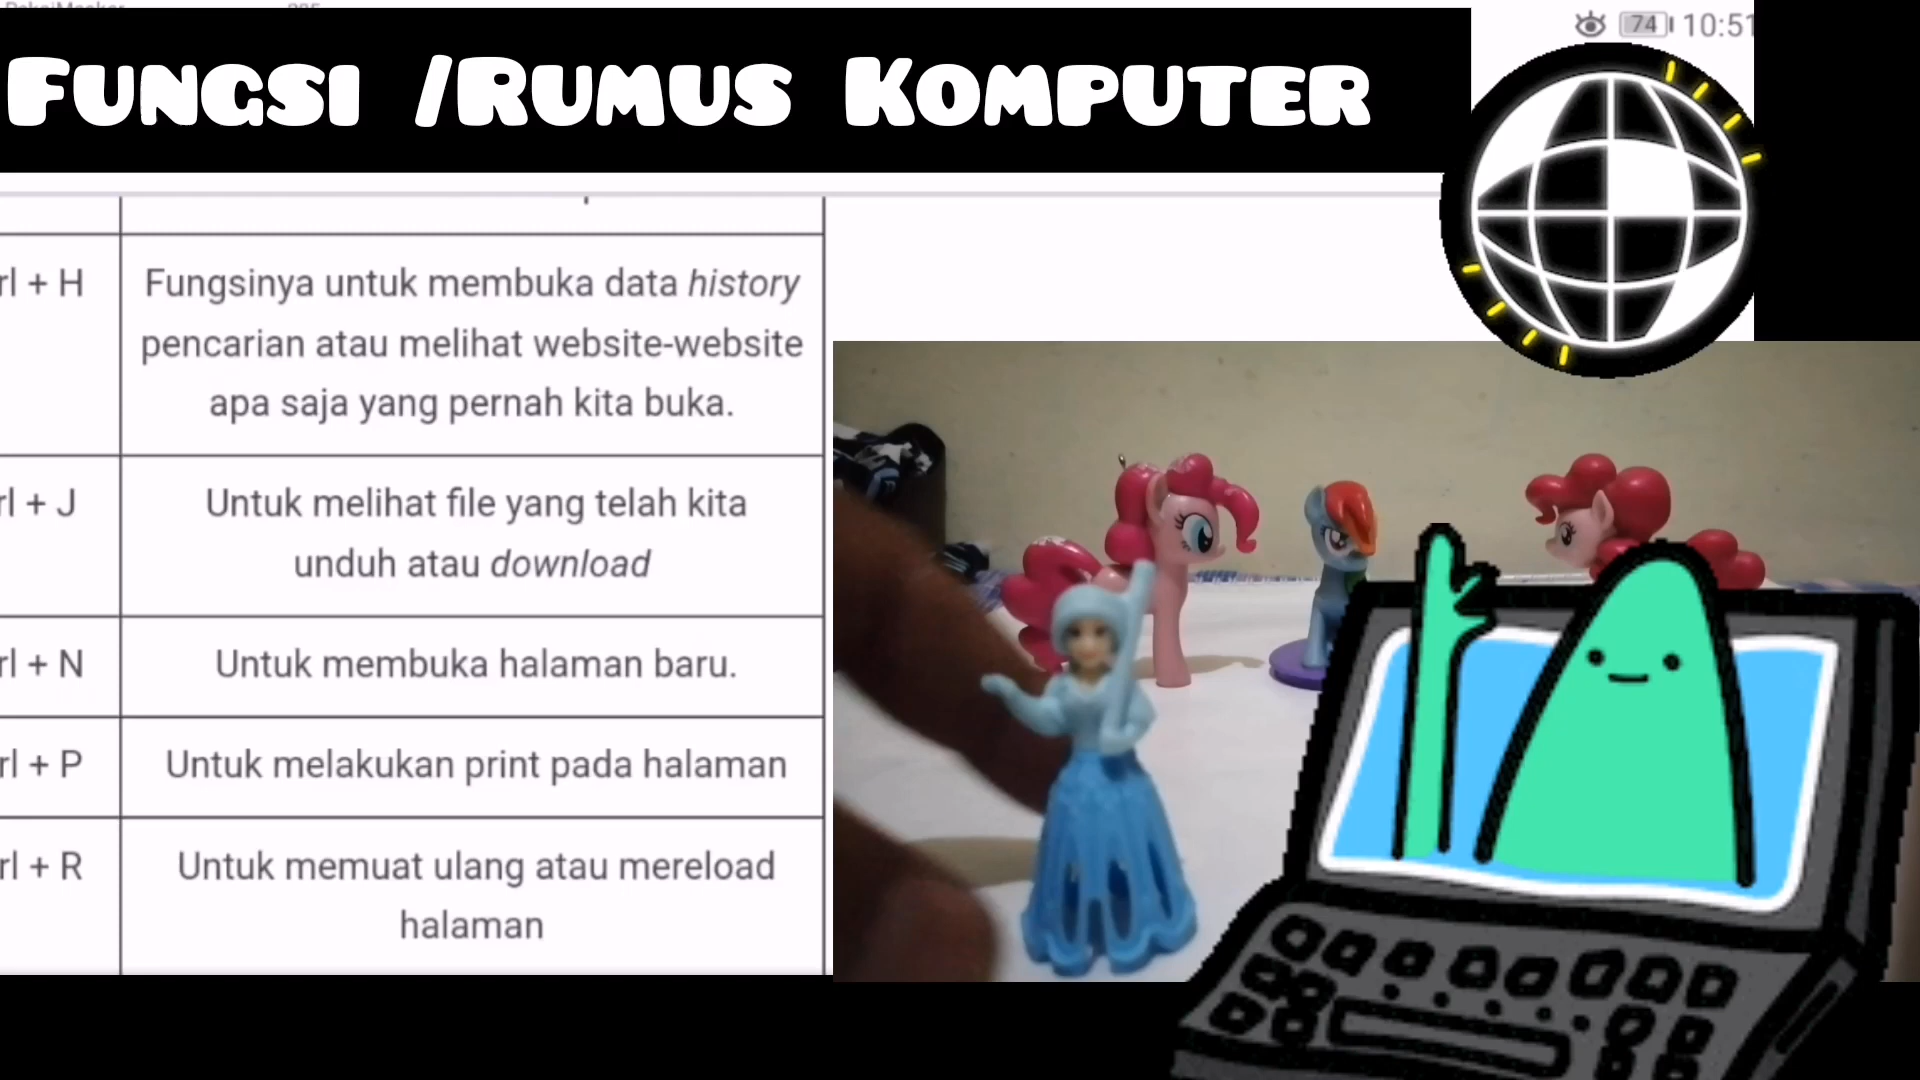 74 10:51
FUNGSI /RUMUS KOMPUTER
rl + H
Fungsinya untuk membuka data history
pencarian atau melihat website-website
apa saja yang pernah kita buka.
rl + J
Untuk melihat file yang telah kita
unduh atau download
rl + N
Untuk membuka halaman baru.
rl + P
Untuk melakukan print pada halaman
rl + R
Untuk memuat ulang atau mereload
halaman